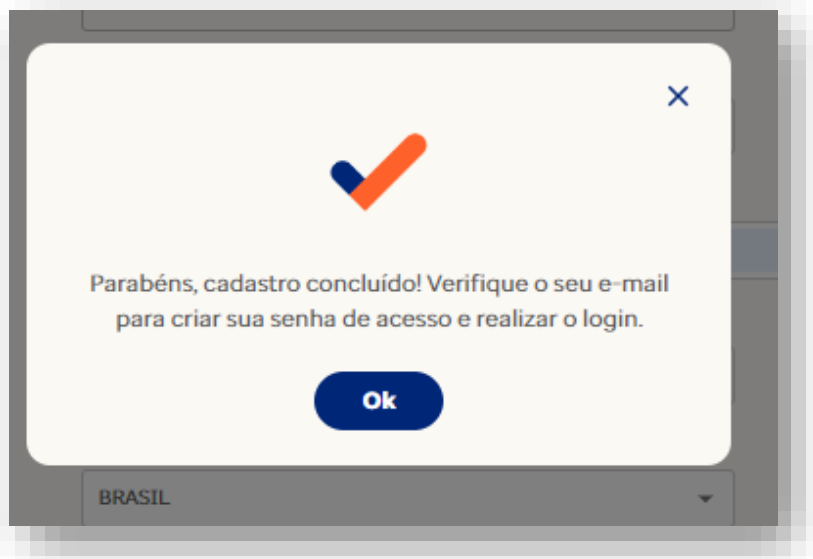 Parabéns, cadastro concluído! Verifique o seu e-mail
para criar sua senha de acesso e realizar o login.
Ok
BRASIL